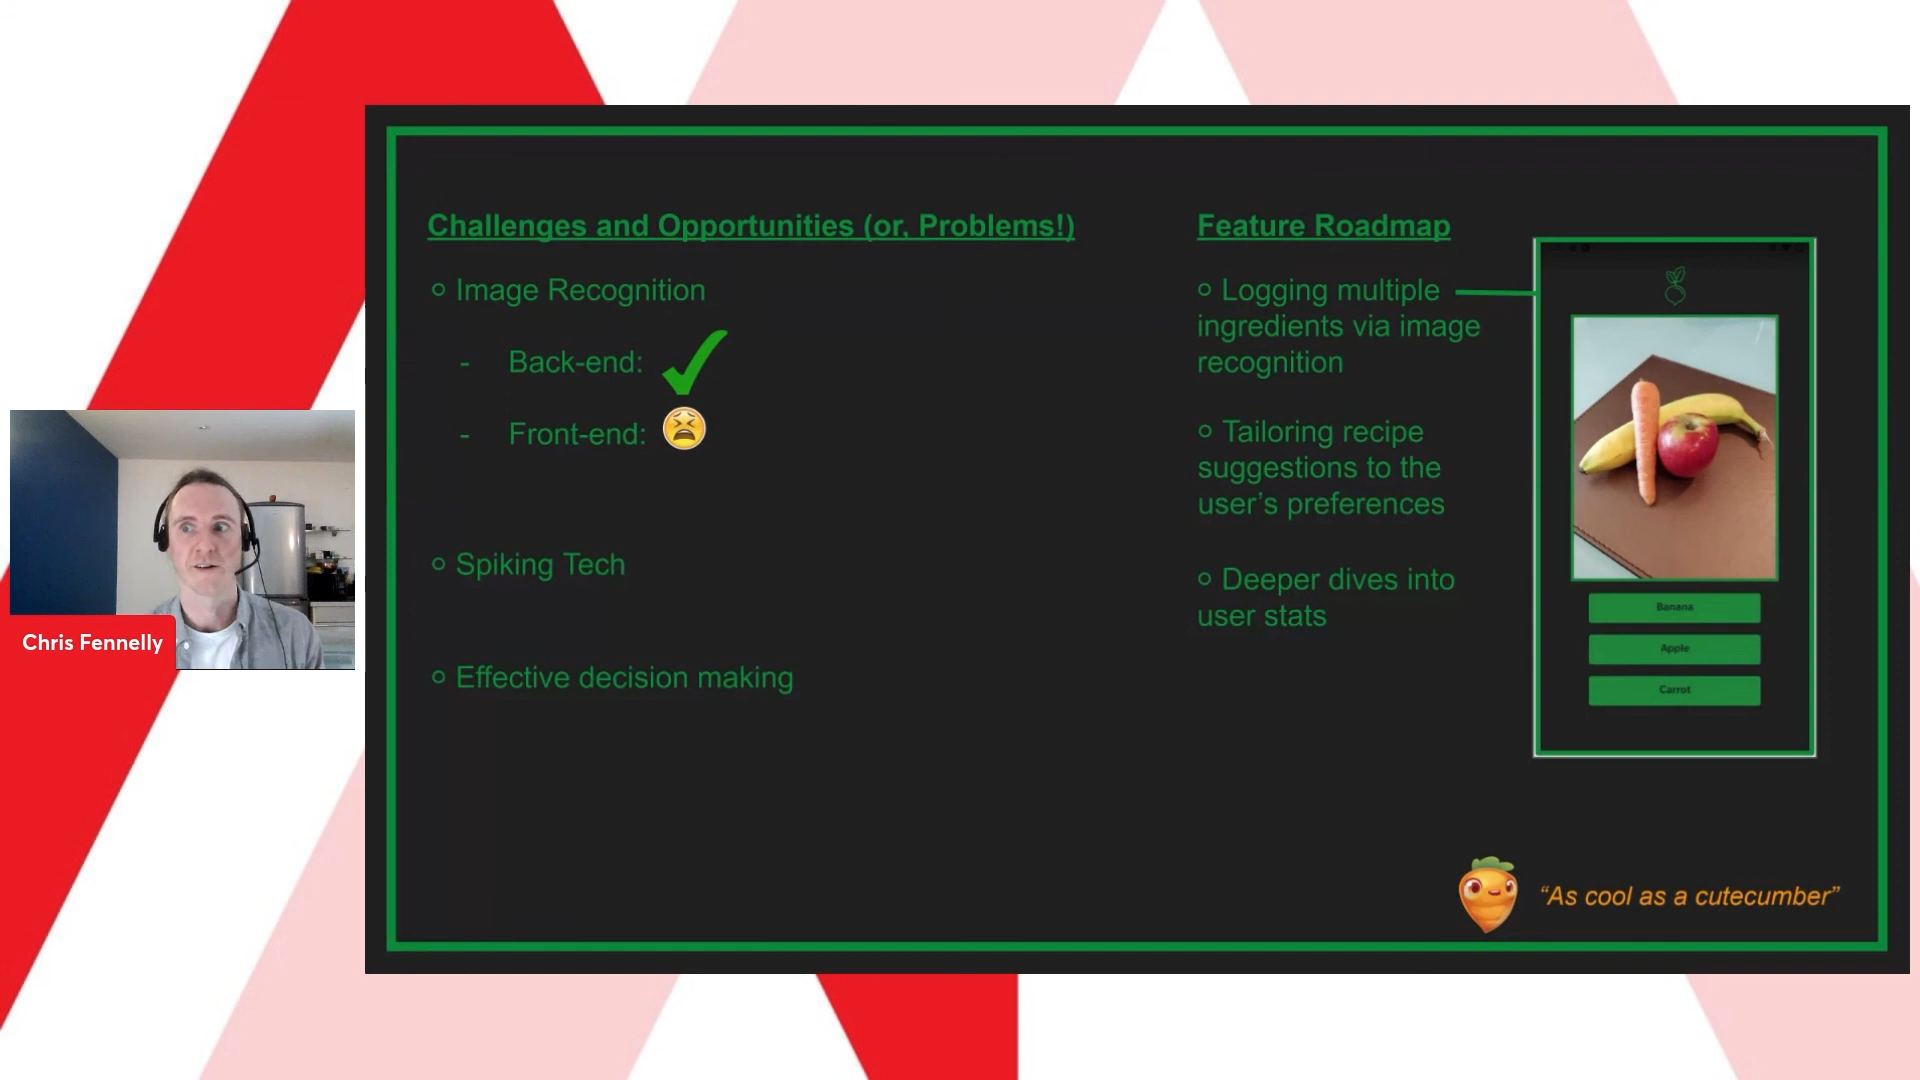 Challenges and Opportunities (or, Problems!)
○ Image Recognition
- Back-end:
- Front-end:
○ Spiking Tech
○ Effective decision making
Feature Roadmap
○ Logging multiple
ingredients via image
recognition
○ Tailoring recipe
suggestions to the
user’s preferences
○ Deeper dives into
user stats
Banana
Apple
Carrot
“As cool as a cutecumber”
Chris Fennelly